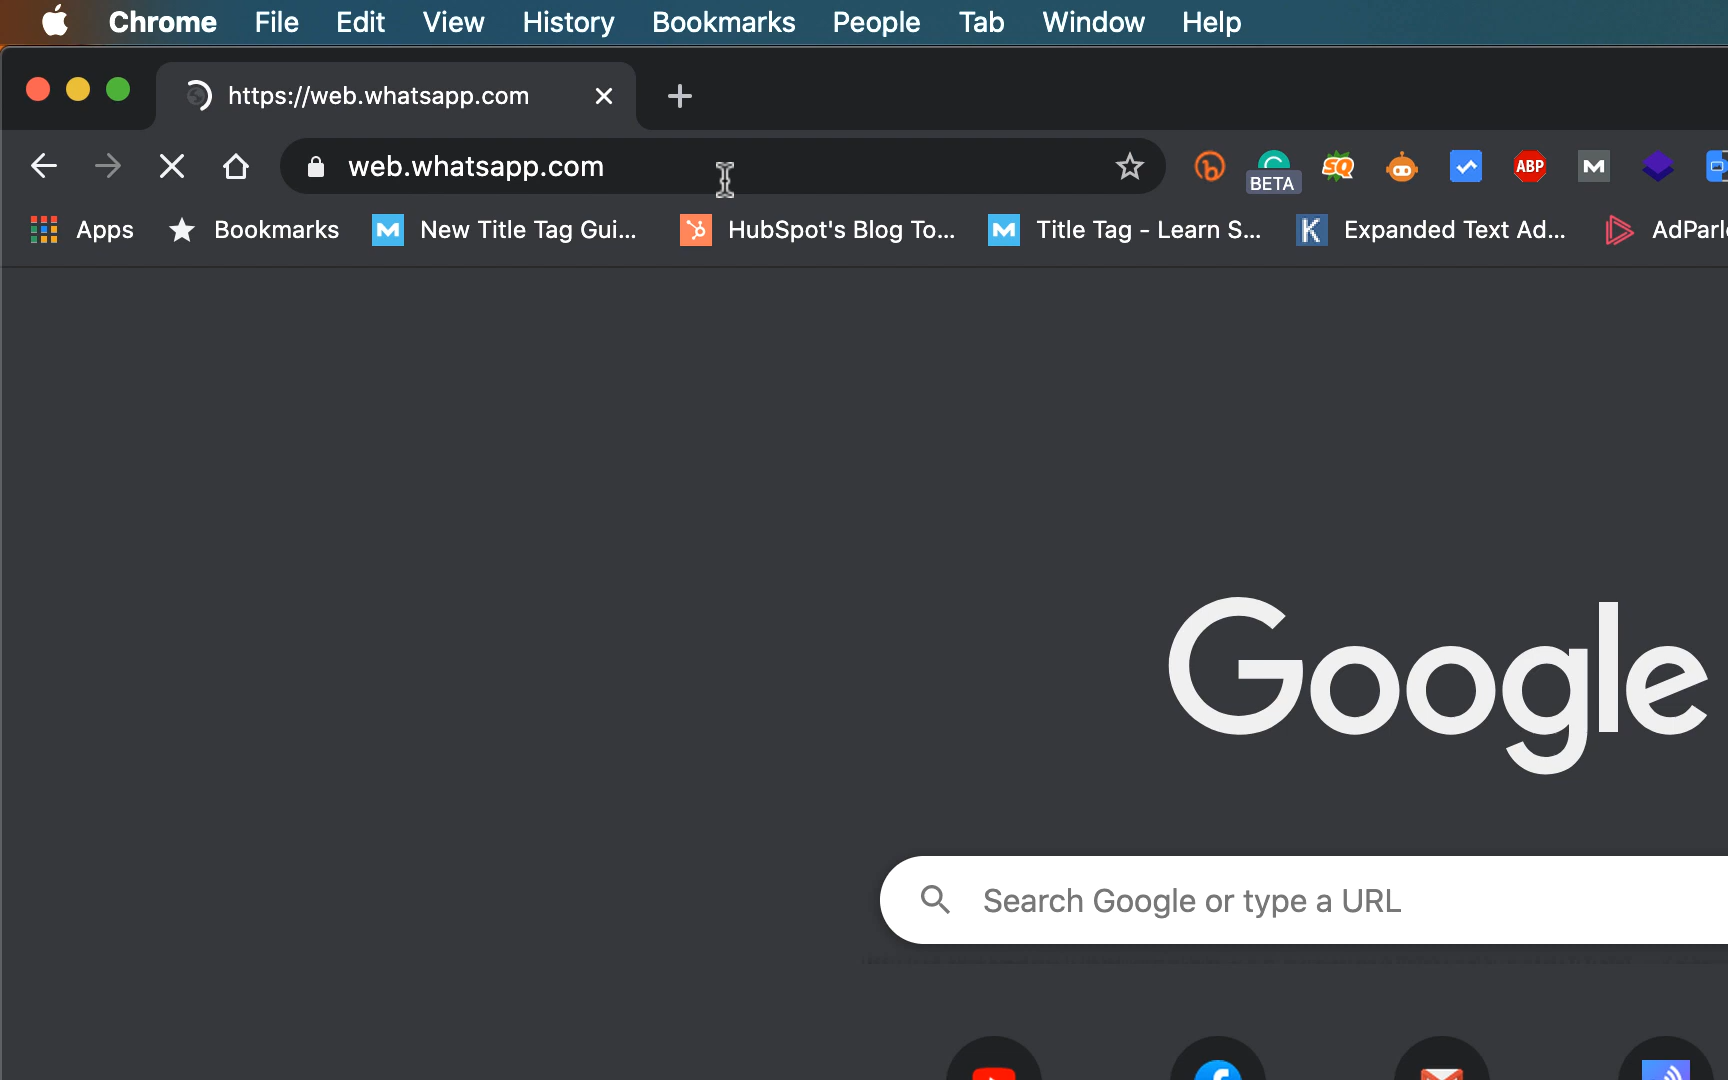 Chrome File Edit View History Bookmarks People Tab Window Help
https://web.whatsapp.com
web.whatsapp.com
BETA SQ ABP M
Apps Bookmarks New Title Tag Gui... HubSpot's Blog To... Title Tag - Learn S... Expanded Text Ad... AdParl
Google
Search Google or type a URL